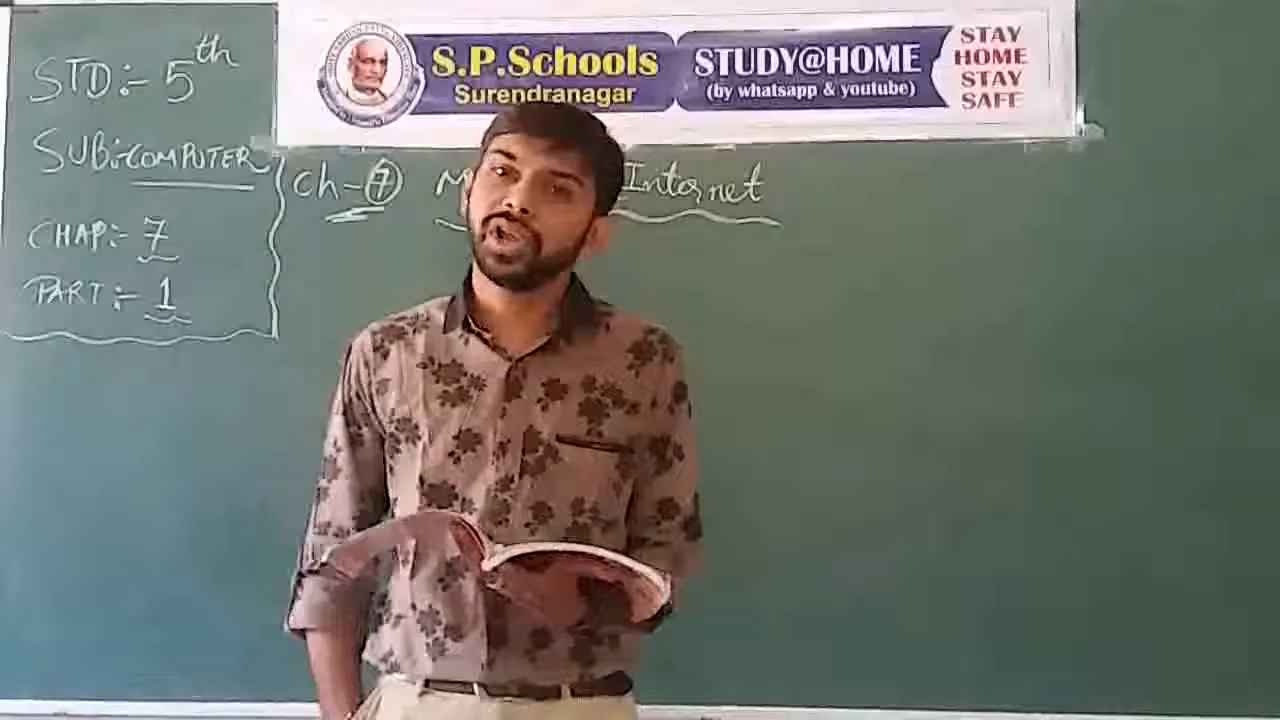 STD:- 5th
SUB:-COMPUTER
CHAP:- 7
PART:- 1
S.P.Schools
Surendranagar
STUDY@HOME
(by whatsapp & youtube)
STAY
HOME
STAY
SAFE
Ch-7 Internet